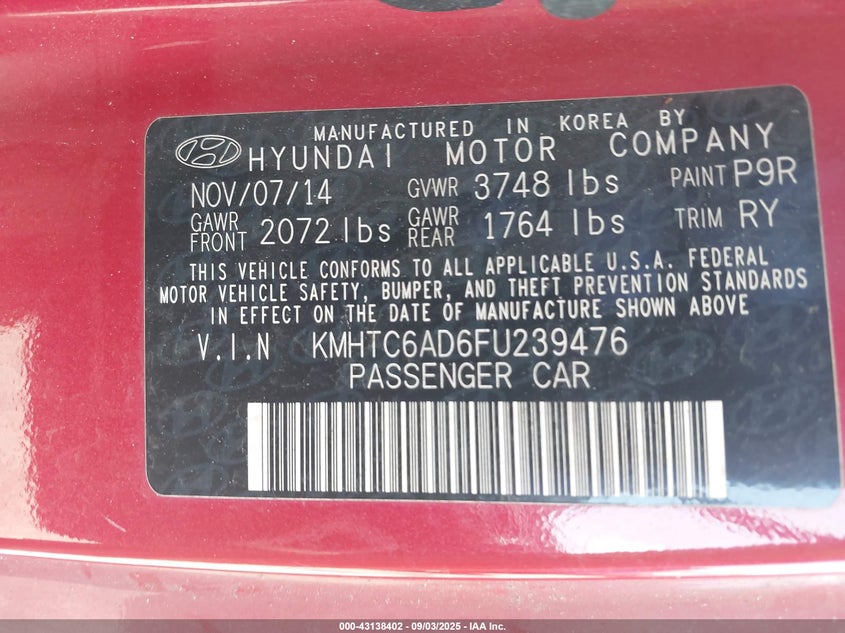 MANUFACTURED IN KOREA BY
HYUNDAI MOTOR COMPANY
NOV/07/14 GVWR 3748 lbs PAINT P9R
GAWR FRONT 2072 lbs GAWR REAR 1764 lbs TRIM RY
THIS VEHICLE CONFORMS TO ALL APPLICABLE U.S.A. FEDERAL
MOTOR VEHICLE SAFETY, BUMPER, AND THEFT PREVENTION STANDARDS
IN EFFECT ON THE DATE OF MANUFACTURE SHOWN ABOVE
V.I.N KMHTC6AD6FU239476
PASSENGER CAR
000-43138402 - 09/03/2025 - IAA Inc.